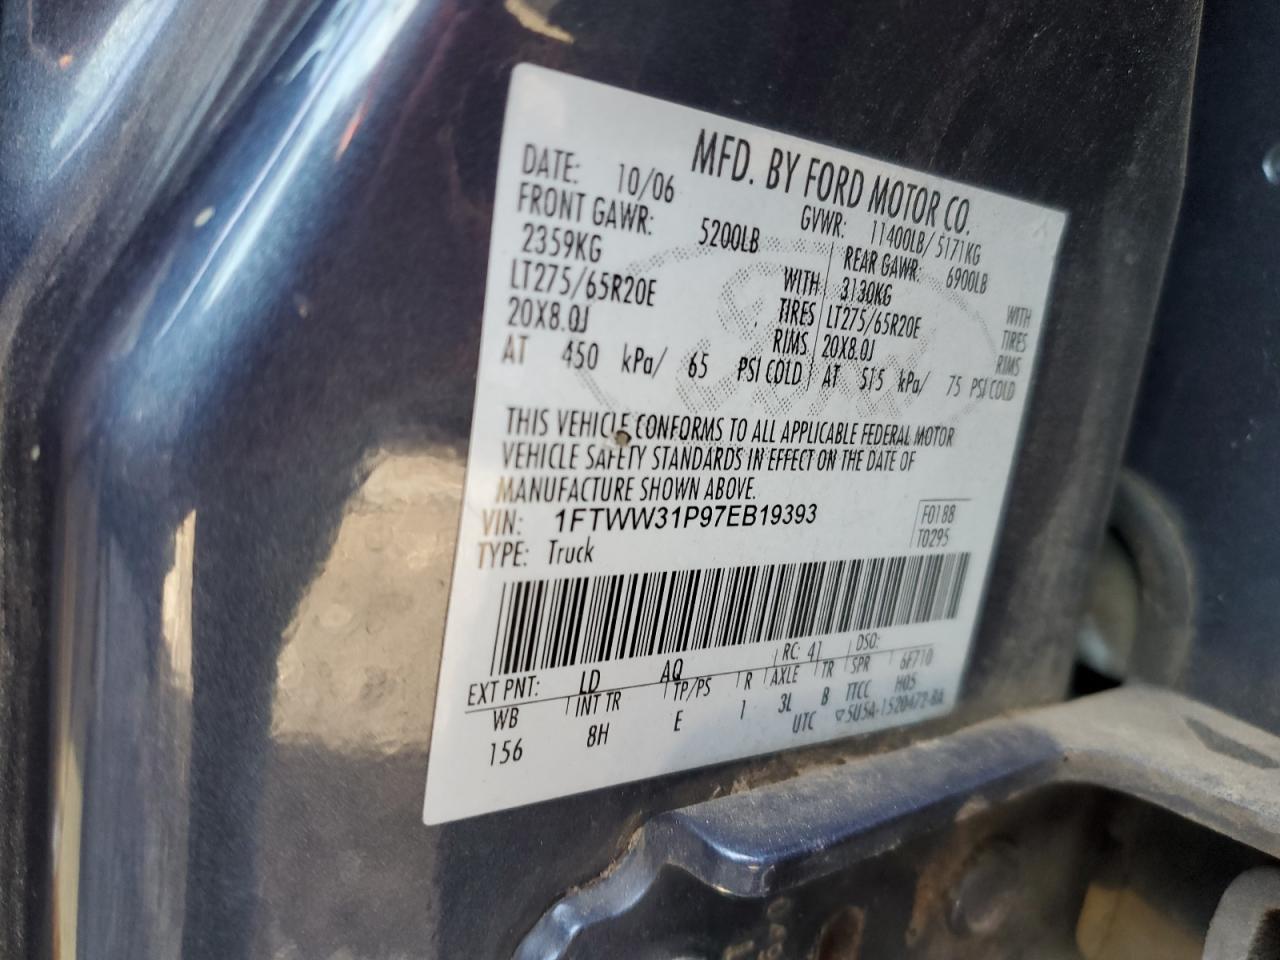 MFD. BY FORD MOTOR CO.
DATE: 10/06 GVWR: 11400LB/5171KG
FRONT GAWR: 5200LB REAR GAWR: 6900LB
2359KG WITH 3130KG WITH
LT275/65R20E TIRES LT275/65R20E TIRES
20X8.0J RIMS 20X8.0J RIMS
AT 450 kPa/ 65 PSI COLD AT 515 kPa/ 75 PSI COLD
THIS VEHICLE CONFORMS TO ALL APPLICABLE FEDERAL MOTOR
VEHICLE SAFETY STANDARDS IN EFFECT ON THE DATE OF
MANUFACTURE SHOWN ABOVE.
VIN: 1FTWW31P97EB19393 F0188
TYPE: Truck T0295
EXT PNT: LD AQ RC: 41 DSO:
WB INT TR TP/PS R AXLE TR SPR 6F710
156 8H E 1 3L B TTCC H05
UTC ▽5U5A-1520472-BA